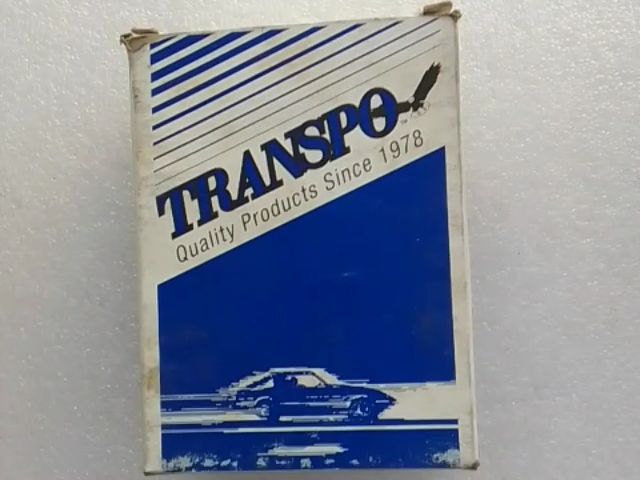 TRANSPO
Quality Products Since 1978